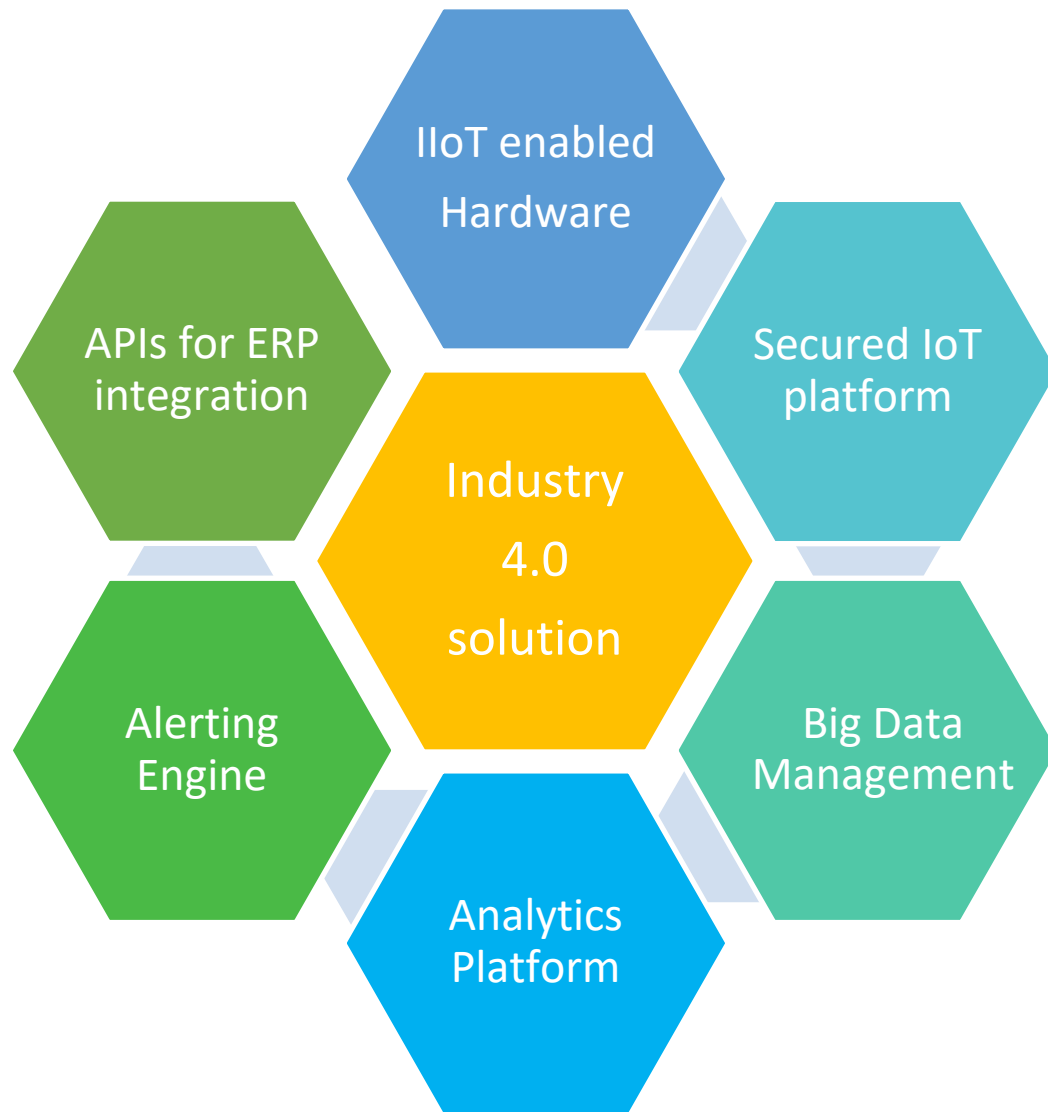 IIoT enabled
Hardware
APIs for ERP
integration
Secured IoT
platform
Industry
4.0
solution
Alerting
Engine
Big Data
Management
Analytics
Platform